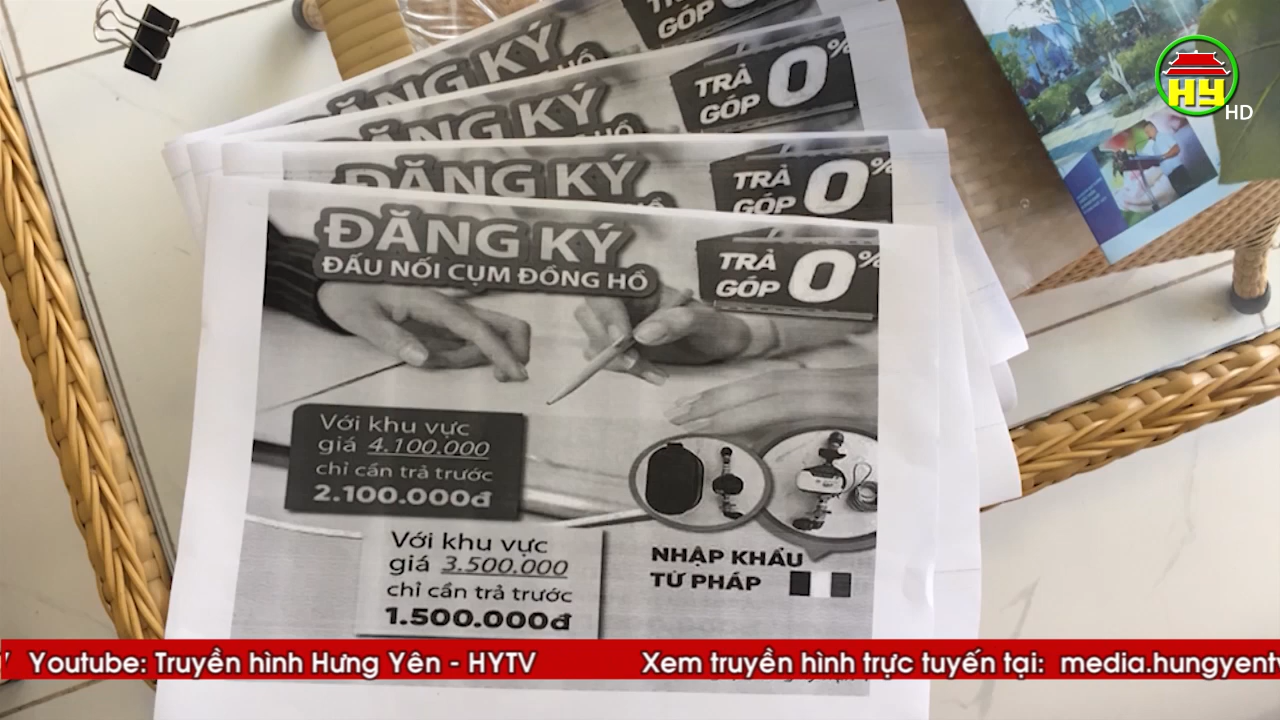 GÓP
ĐĂNG KÝ
TRẢ
GÓP 0%
ĐĂNG KÝ
TRẢ
GÓP 0%
ĐĂNG KÝ
ĐĂNG KÝ
ĐẤU NỐI CỤM ĐỒNG HỒ
TRẢ
GÓP 0%
Với khu vực
giá 4.100.000
chỉ cần trả trước
2.100.000đ
Với khu vực
giá 3.500.000
chỉ cần trả trước
1.500.000đ
NHẬP KHẨU
TỪ PHÁP
HY
HD
Youtube: Truyền hình Hưng Yên - HYTV Xem truyền hình trực tuyến tại: media.hungyentv